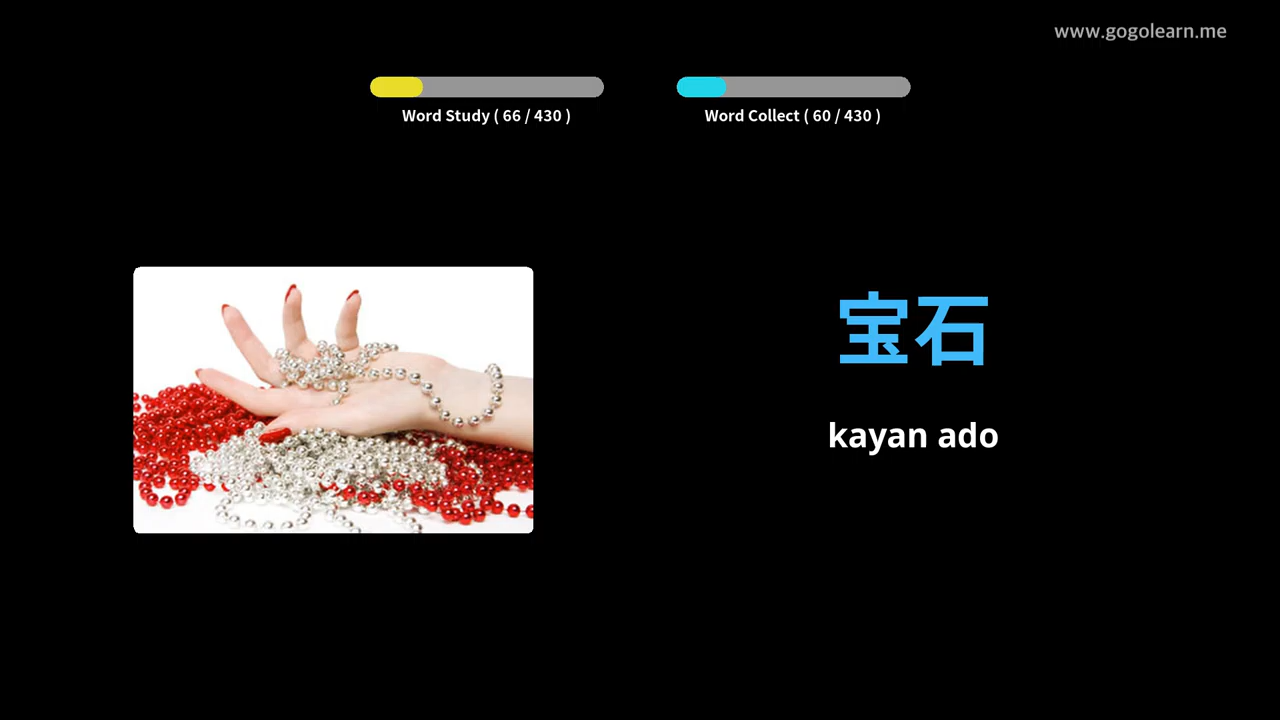 www.gogolearn.me
Word Study ( 66 / 430 )
Word Collect ( 60 / 430 )
宝石
kayan ado